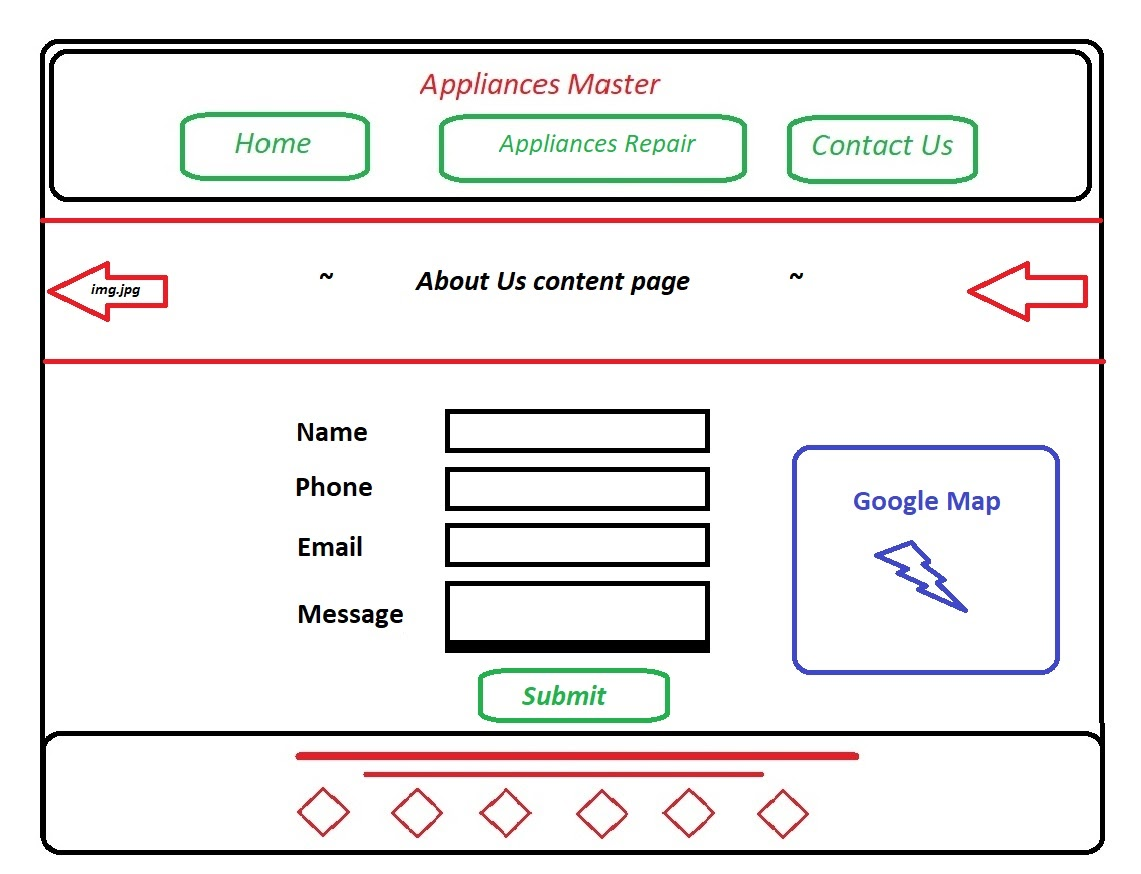 Appliances Master
Home Appliances Repair Contact Us
img.jpg ~ About Us content page ~
Name
Phone
Google Map
Email
Message
Submit